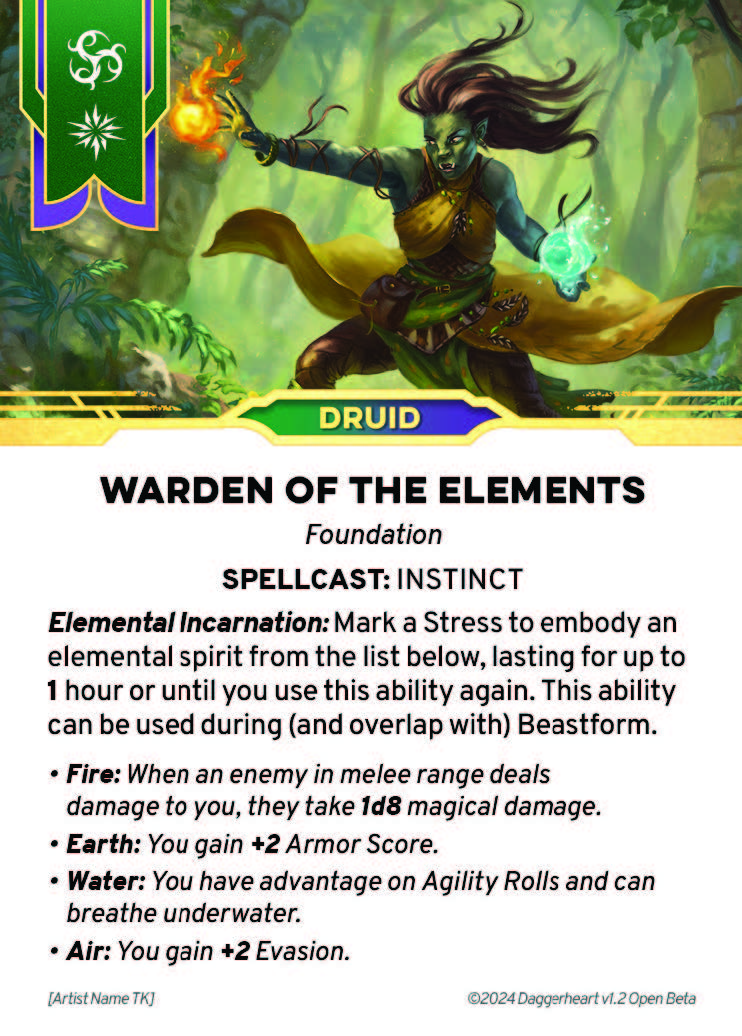 DRUID
WARDEN OF THE ELEMENTS
Foundation
SPELLCAST: INSTINCT
Elemental Incarnation: Mark a Stress to embody an
elemental spirit from the list below, lasting for up to
1 hour or until you use this ability again. This ability
can be used during (and overlap with) Beastform.
• Fire: When an enemy in melee range deals
damage to you, they take 1d8 magical damage.
• Earth: You gain +2 Armor Score.
• Water: You have advantage on Agility Rolls and can
breathe underwater.
• Air: You gain +2 Evasion.
[Artist Name TK]
©2024 Daggerheart v1.2 Open Beta